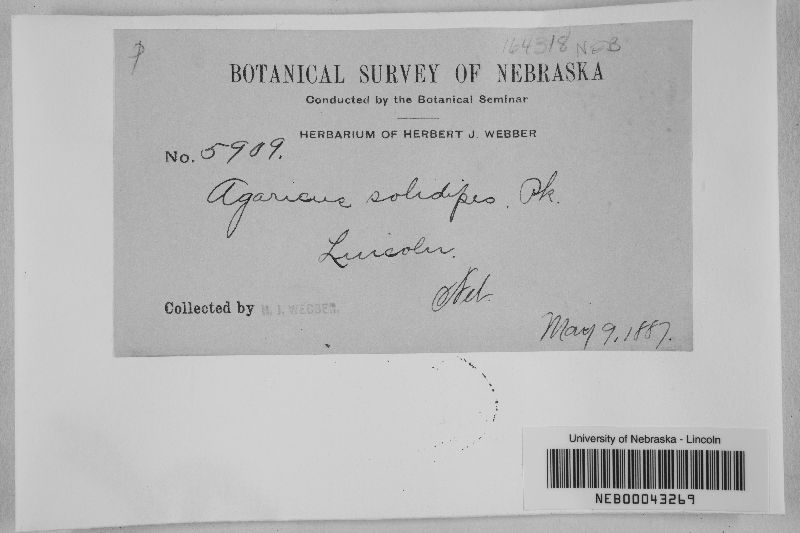 164318 NEB
BOTANICAL SURVEY OF NEBRASKA
Conducted by the Botanical Seminar
HERBARIUM OF HERBERT J. WEBBER
No. 5909.
Agaricus solidipes. Pk.
Lincoln.
Neb.
Collected by H. J. WEBBER.
May 9, 1887.
University of Nebraska - Lincoln
NEB00043269